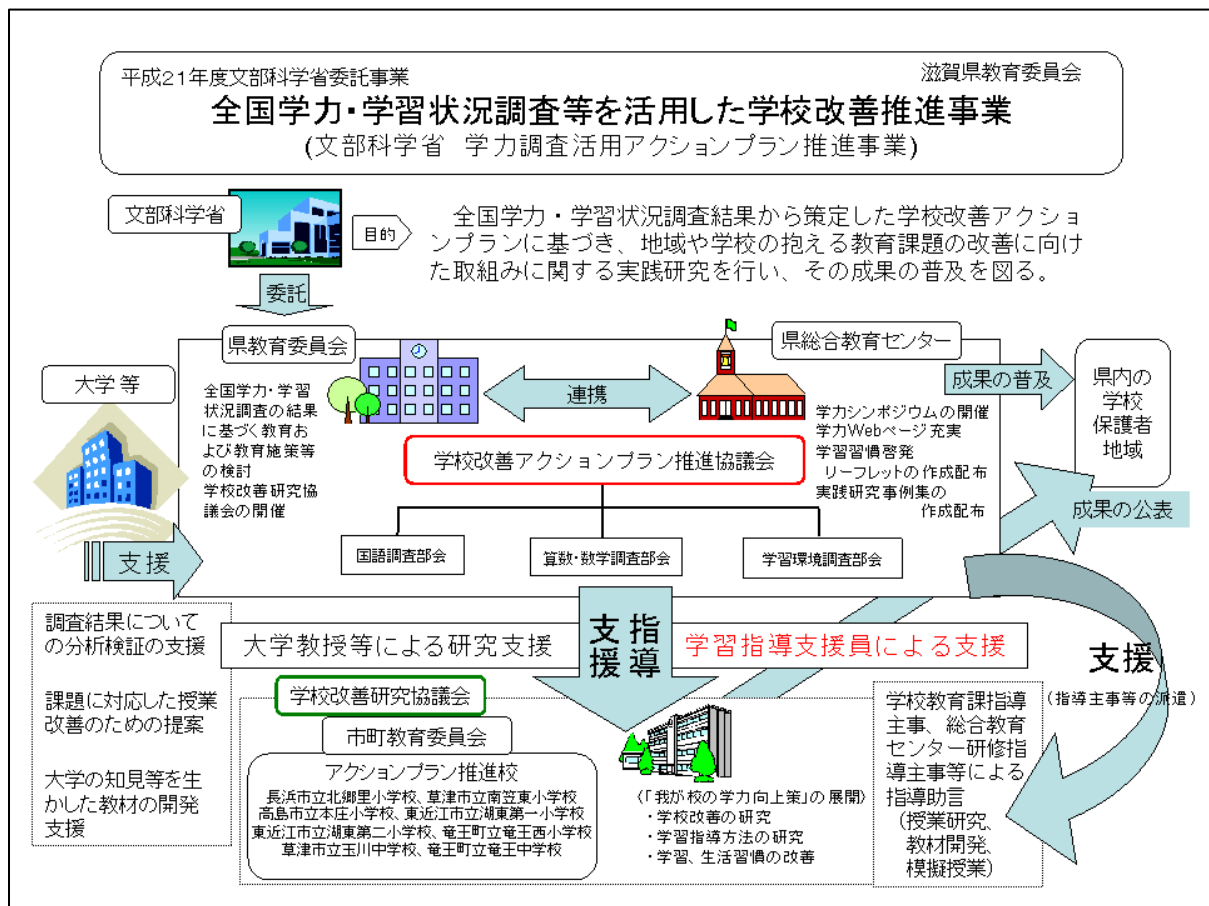 平成21年度文部科学省委託事業
滋賀県教育委員会
全国学力・学習状況調査等を活用した学校改善推進事業
(文部科学省 学力調査活用アクションプラン推進事業)
文部科学省
目的
全国学力・学習状況調査結果から策定した学校改善アクショ
ンプランに基づき、地域や学校の抱える教育課題の改善に向け
た取組みに関する実践研究を行い、その成果の普及を図る。
委託
県教育委員会
県総合教育センター
大学等
全国学力・学習
状況調査の結果
に基づく教育お
よび教育施策等
の検討
学校改善研究協
議会の開催
連携
成果の普及
県内の
学校
保護者
地域
学力シンポジウムの開催
学力Webページ充実
学習習慣啓発
リーフレットの作成配布
実践研究事例集の
作成配布
学校改善アクションプラン推進協議会
成果の公表
国語調査部会
算数・数学調査部会
学習環境調査部会
支援
調査結果について
の分析検証の支援
課題に対応した授業
改善のための提案
大学の知見等を生
かした教材の開発
支援
大学教授等による研究支援
指導
支援
学習指導支援員による支援
支援
(指導主事等の派遣)
学校改善研究協議会
市町教育委員会
アクションプラン推進校
長浜市立北郷里小学校、草津市立南笠東小学校
高島市立本庄小学校、東近江市立湖東第一小学校
東近江市立湖東第二小学校、竜王町立竜王西小学校
草津市立玉川中学校、竜王町立竜王中学校
〈「我が校の学力向上策」の展開〉
・学校改善の研究
・学習指導方法の研究
・学習、生活習慣の改善
学校教育課指導
主事、総合教育
センター研修指
導主事等による
指導助言
(授業研究、
教材開発、
模擬授業)